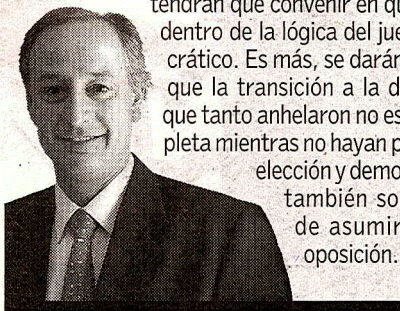 tendrán que convenir en qu
dentro de la lógica del jue
crático. Es más, se darán
que la transición a la d
que tanto anhelaron no es
pleta mientras no hayan p
elección y demo
también so
de asumir
oposición.